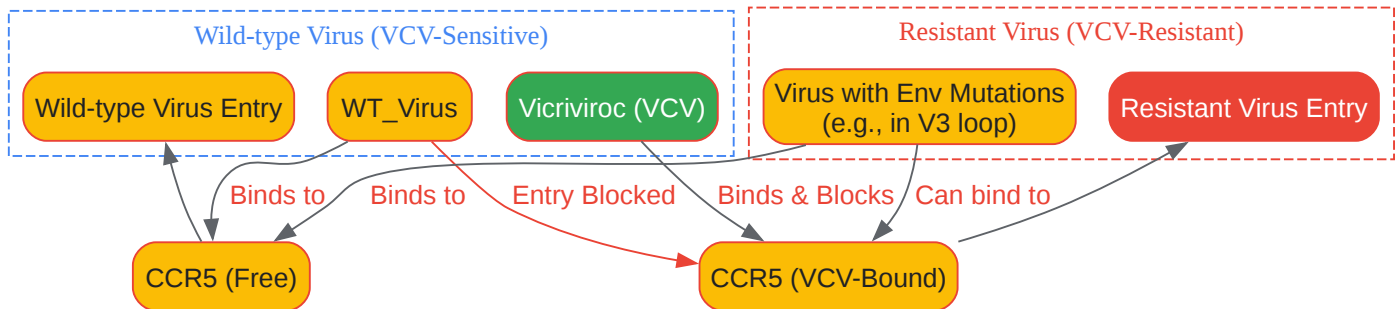 Wild-type Virus (VCV-Sensitive)
Resistant Virus (VCV-Resistant)
Wild-type Virus Entry
WT_Virus
Vicriviroc (VCV)
Virus with Env Mutations
(e.g., in V3 loop)
Resistant Virus Entry
Binds to
Binds to
Entry Blocked
Binds & Blocks
Can bind to
CCR5 (Free)
CCR5 (VCV-Bound)